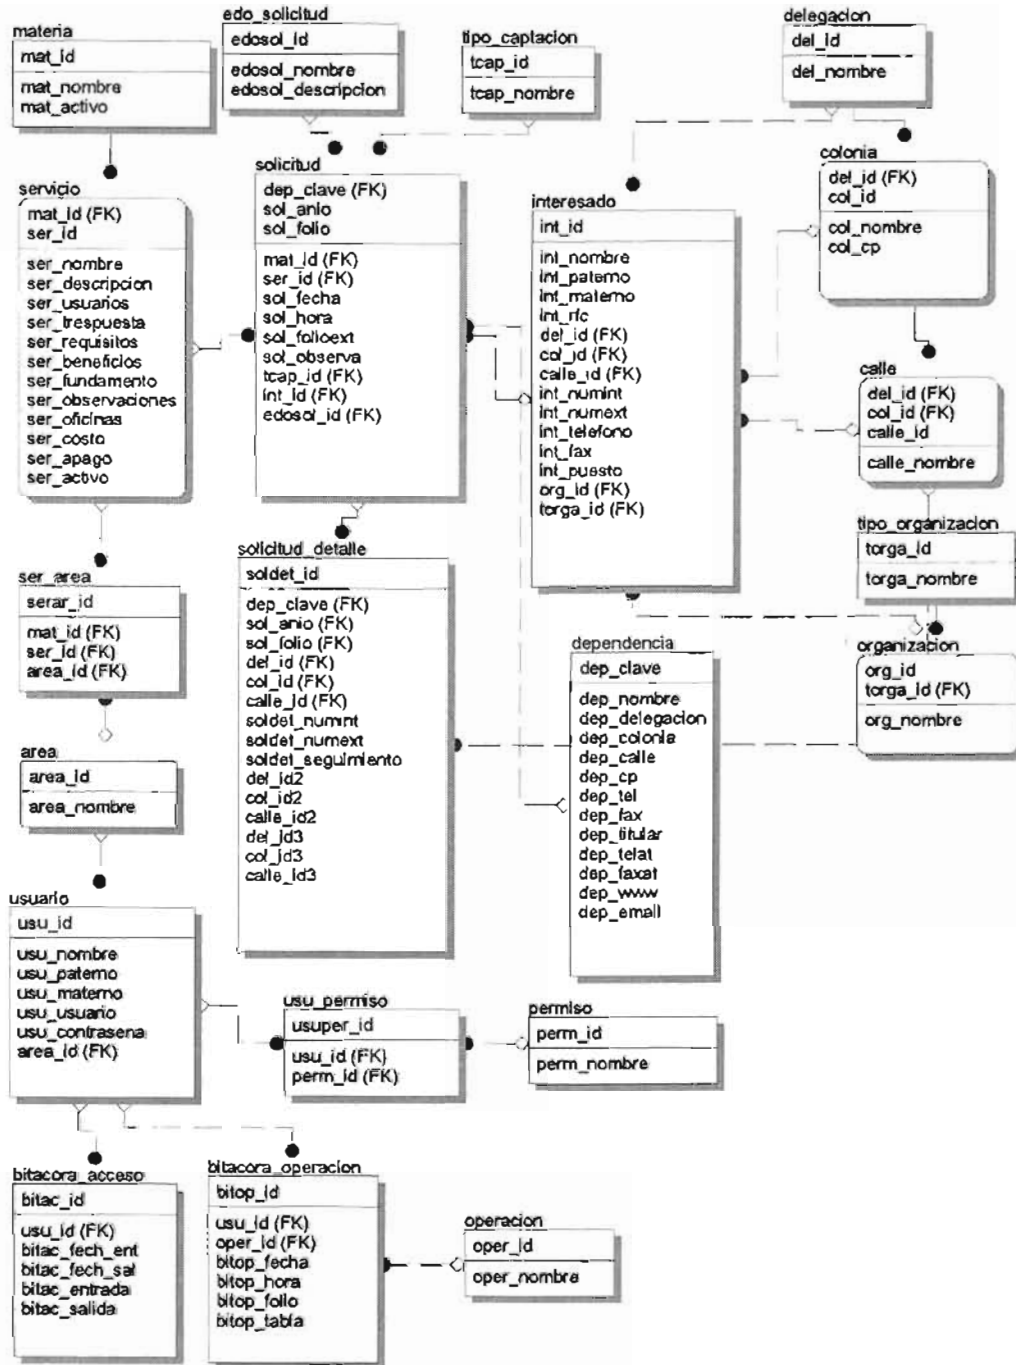 materia
mat_id
mat_nombre
mat_activo
edo_solicitud
edosol_id
edosol_nombre
edosol_descripcion
tipo_captacion
tcap_id
tcap_nombre
delegacion
del_id
del_nombre
servicio
mat_id (FK)
ser_id
ser_nombre
ser_descripcion
ser_usuarios
ser_trespuesta
ser_requisitos
ser_beneficios
ser_fundamento
ser_observaciones
ser_oficinas
ser_costo
ser_apago
ser_activo
solicitud
dep_clave (FK)
sol_anio
sol_folio
mat_id (FK)
ser_id (FK)
sol_fecha
sol_hora
sol_folioext
sol_observa
tcap_id (FK)
int_id (FK)
edosol_id (FK)
interesado
int_id
int_nombre
int_paterno
int_materno
int_rfc
del_id (FK)
col_id (FK)
calle_id (FK)
int_numint
int_numext
int_telefono
int_fax
int_puesto
org_id (FK)
torga_id (FK)
colonia
del_id (FK)
col_id
col_nombre
col_cp
calle
del_id (FK)
col_id (FK)
calle_id
calle_nombre
tipo_organizacion
torga_id
torga_nombre
organizacion
org_id
torga_id (FK)
org_nombre
ser_area
serar_id
mat_id (FK)
ser_id (FK)
area_id (FK)
solicitud_detalle
soldet_id
dep_clave (FK)
sol_anio (FK)
sol_folio (FK)
del_id (FK)
col_id (FK)
calle_id (FK)
soldet_numint
soldet_numext
soldet_seguimiento
del_id2
col_id2
calle_id2
del_id3
col_id3
calle_id3
dependencia
dep_clave
dep_nombre
dep_delegacion
dep_colonia
dep_calle
dep_cp
dep_tel
dep_fax
dep_titular
dep_telat
dep_faxat
dep_www
dep_email
area
area_id
area_nombre
usuario
usu_id
usu_nombre
usu_paterno
usu_materno
usu_usuario
usu_contrasena
area_id (FK)
usu_permiso
usuper_id
usu_id (FK)
perm_id (FK)
permiso
perm_id
perm_nombre
bitacora_acceso
bitac_id
usu_id (FK)
bitac_fech_ent
bitac_fech_sal
bitac_entrada
bitac_salida
bitacora_operacion
bitop_id
usu_id (FK)
oper_id (FK)
bitop_fecha
bitop_hora
bitop_folio
bitop_tabla
operacion
oper_id
oper_nombre